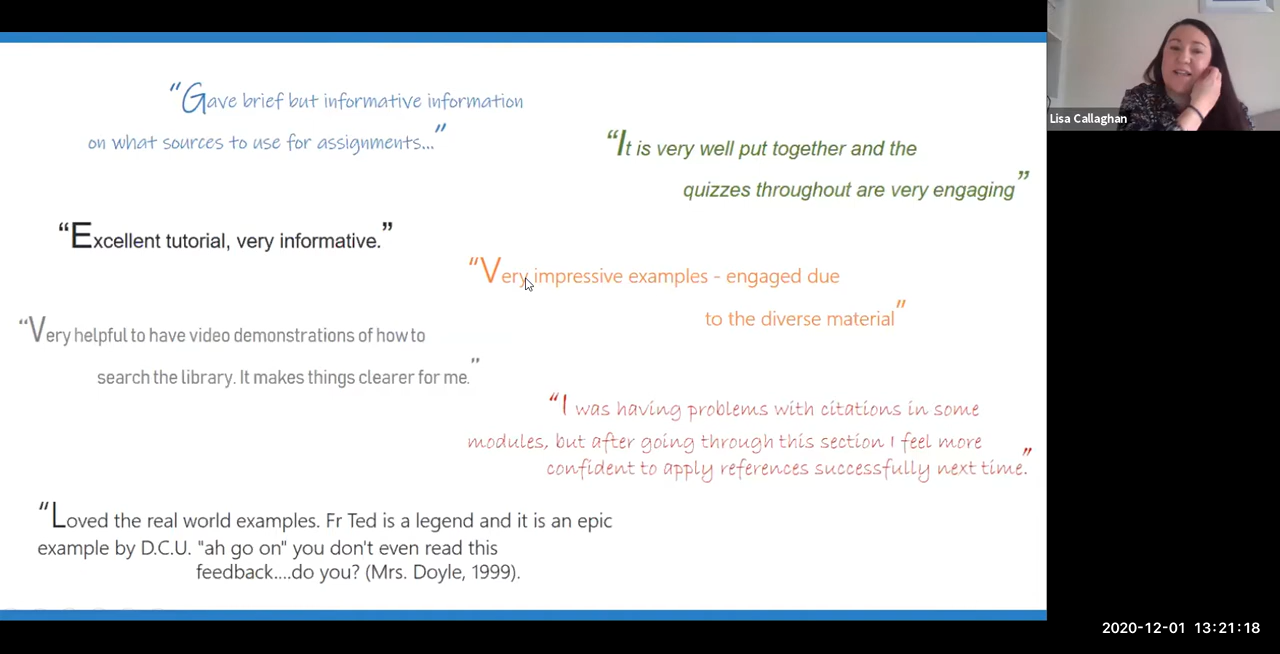 “Gave brief but informative information
on what sources to use for assignments...”
“It is very well put together and the
quizzes throughout are very engaging”
“Excellent tutorial, very informative.”
“Very impressive examples - engaged due
to the diverse material”
“Very helpful to have video demonstrations of how to
search the library. It makes things clearer for me.”
“I was having problems with citations in some
modules, but after going through this section I feel more
confident to apply references successfully next time.”
“Loved the real world examples. Fr Ted is a legend and it is an epic
example by D.C.U. "ah go on" you don't even read this
feedback....do you? (Mrs. Doyle, 1999).
Lisa Callaghan
2020-12-01 13:21:18